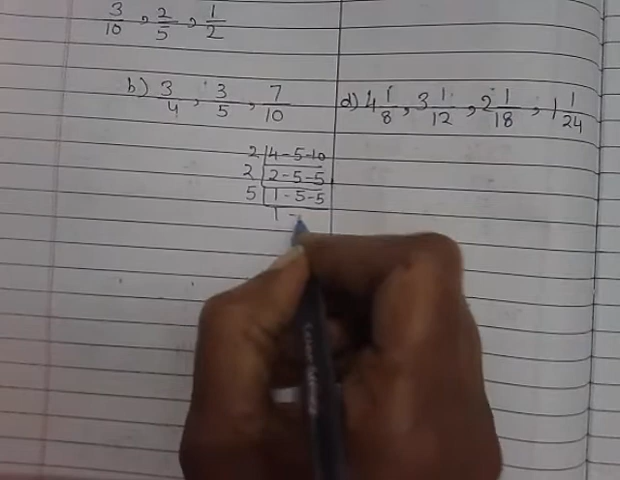 3/10, 2/5, 1/2
b) 3/4, 3/5, 7/10
d) 4 1/8, 3 1/12, 2 1/18, 1 1/24
2 | 4 - 5 - 10
2 | 2 - 5 - 5
5 | 1 - 5 - 5
1 -